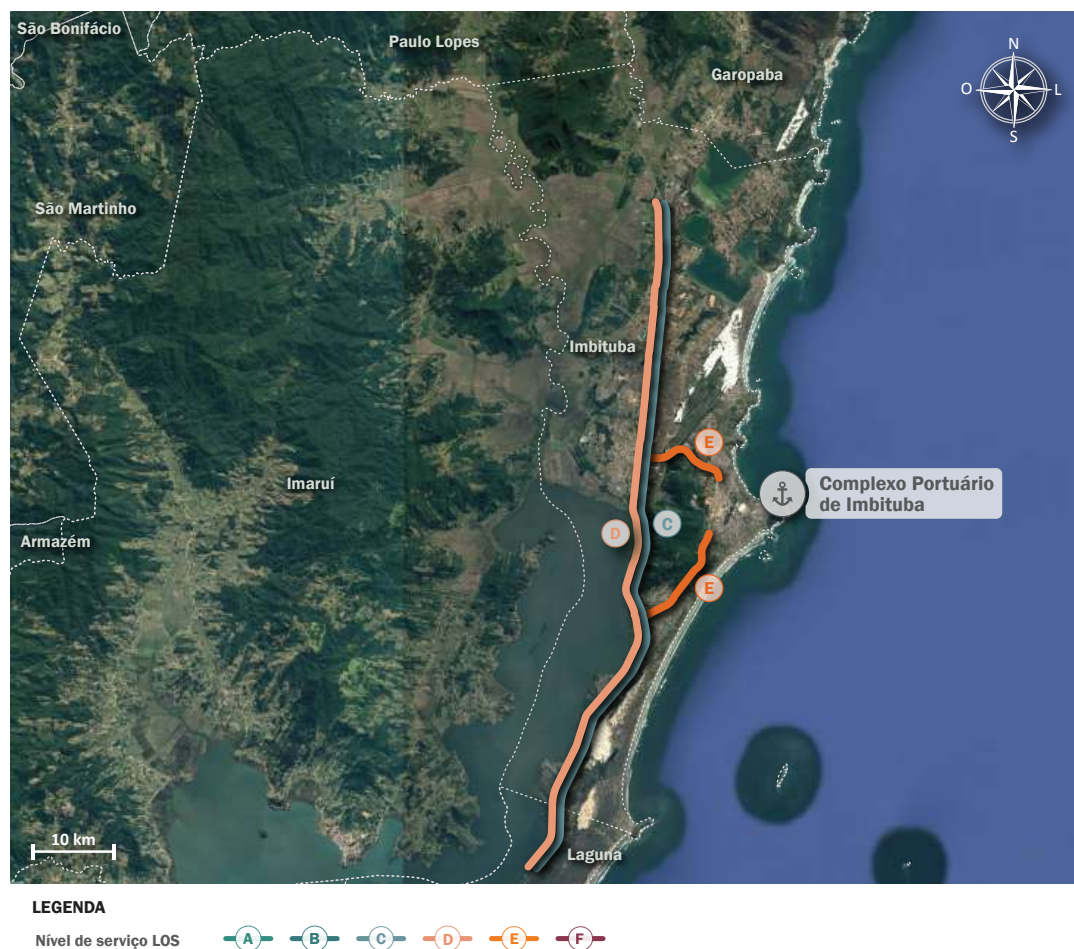 São Bonifácio
Paulo Lopes
Garopaba
N
O
L
S
São Martinho
Imbituba
E
Complexo Portuário
de Imbituba
Imaruí
D
C
Armazém
E
10 km
Laguna
LEGENDA
Nível de serviço LOS
A
B
C
D
E
F